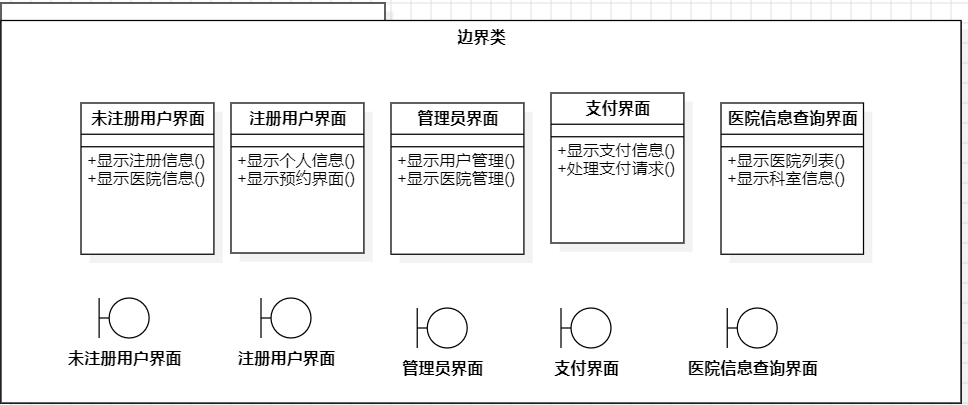 边界类
未注册用户界面
+显示注册信息()
+显示医院信息()
注册用户界面
+显示个人信息()
+显示预约界面()
管理员界面
+显示用户管理()
+显示医院管理()
支付界面
+显示支付信息()
+处理支付请求()
医院信息查询界面
+显示医院列表()
+显示科室信息()
未注册用户界面
注册用户界面
管理员界面
支付界面
医院信息查询界面